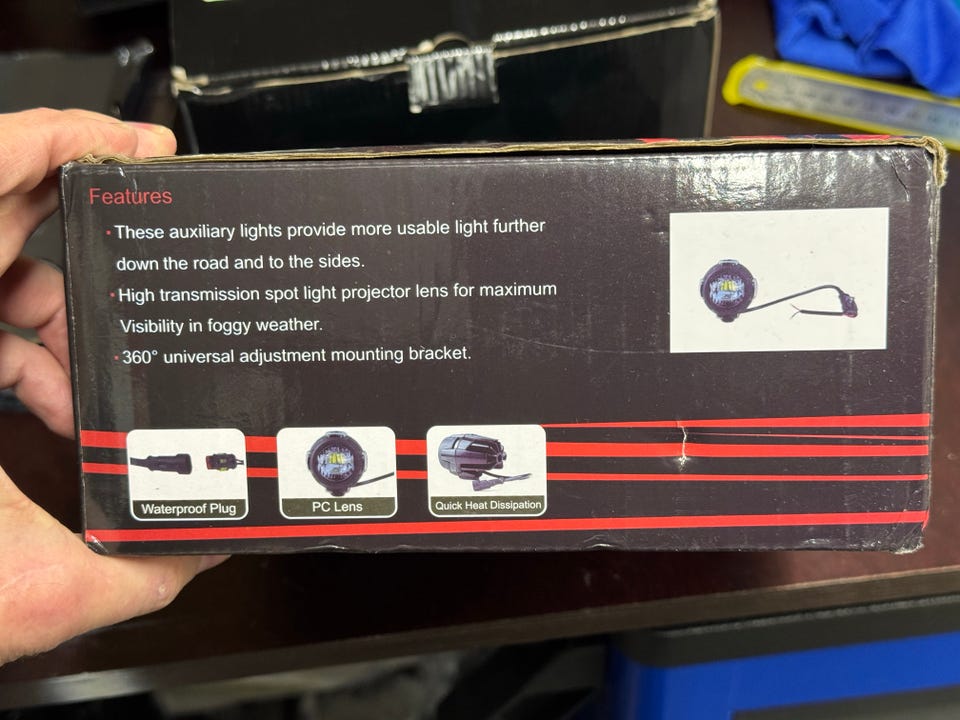 Features
· These auxiliary lights provide more usable light further
down the road and to the sides.
· High transmission spot light projector lens for maximum
Visibility in foggy weather.
· 360° universal adjustment mounting bracket.
Waterproof Plug
PC Lens
Quick Heat Dissipation